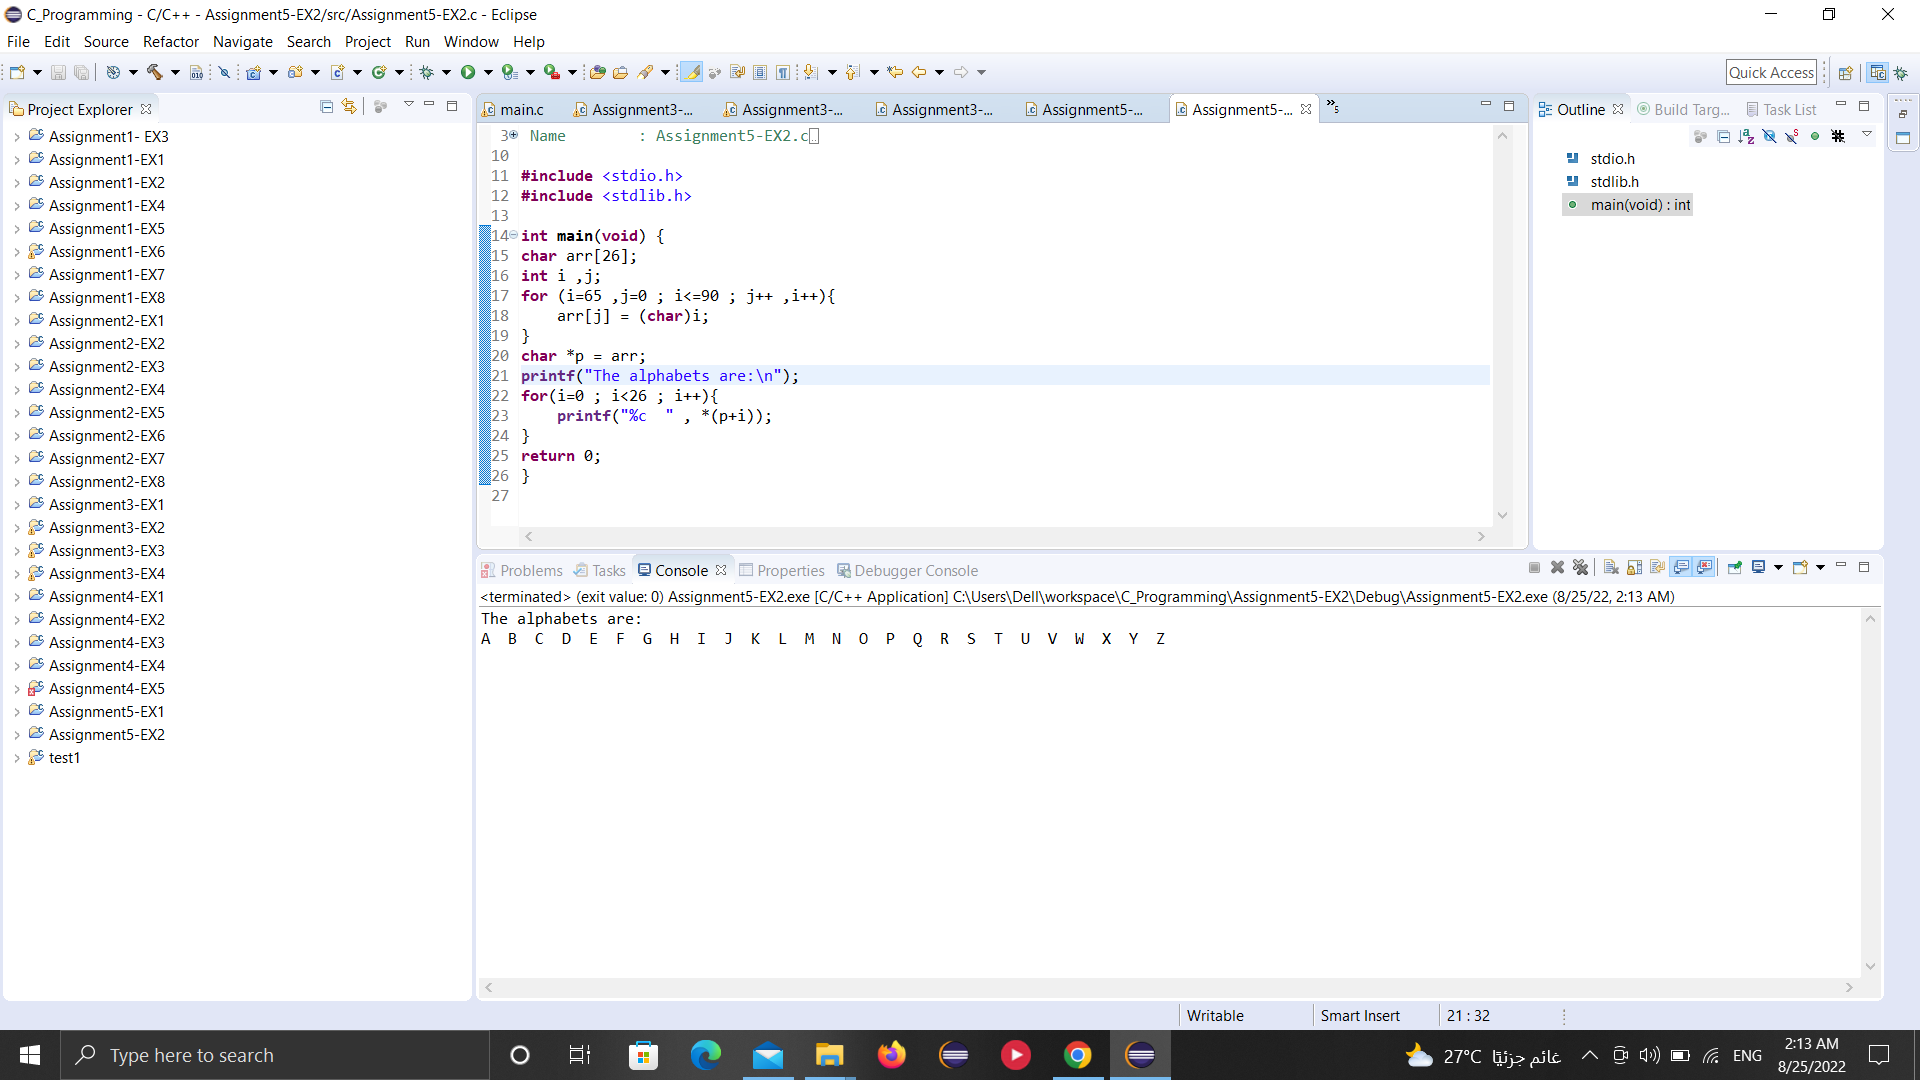 C_Programming - C/C++ - Assignment5-EX2/src/Assignment5-EX2.c - Eclipse
File Edit Source Refactor Navigate Search Project Run Window Help
Quick Access
Project Explorer
Assignment1- EX3
Assignment1-EX1
Assignment1-EX2
Assignment1-EX4
Assignment1-EX5
Assignment1-EX6
Assignment1-EX7
Assignment1-EX8
Assignment2-EX1
Assignment2-EX2
Assignment2-EX3
Assignment2-EX4
Assignment2-EX5
Assignment2-EX6
Assignment2-EX7
Assignment2-EX8
Assignment3-EX1
Assignment3-EX2
Assignment3-EX3
Assignment3-EX4
Assignment4-EX1
Assignment4-EX2
Assignment4-EX3
Assignment4-EX4
Assignment4-EX5
Assignment5-EX1
Assignment5-EX2
test1
main.c Assignment3-... Assignment3-... Assignment3-... Assignment5-... Assignment5-... »5
3 Name : Assignment5-EX2.c
10
11 #include <stdio.h>
12 #include <stdlib.h>
13
14 int main(void) {
15 char arr[26];
16 int i ,j;
17 for (i=65 ,j=0 ; i<=90 ; j++ ,i++){
18 arr[j] = (char)i;
19 }
20 char *p = arr;
21 printf("The alphabets are:\n");
22 for(i=0 ; i<26 ; i++){
23 printf("%c  " , *(p+i));
24 }
25 return 0;
26 }
27
Outline Build Targ... Task List
stdio.h
stdlib.h
main(void) : int
Problems Tasks Console Properties Debugger Console
<terminated> (exit value: 0) Assignment5-EX2.exe [C/C++ Application] C:\Users\Dell\workspace\C_Programming\Assignment5-EX2\Debug\Assignment5-EX2.exe (8/25/22, 2:13 AM)
The alphabets are:
A B C D E F G H I J K L M N O P Q R S T U V W X Y Z
Writable Smart Insert 21 : 32
Type here to search
27°C غائم جزئيًا
ENG
2:13 AM
8/25/2022